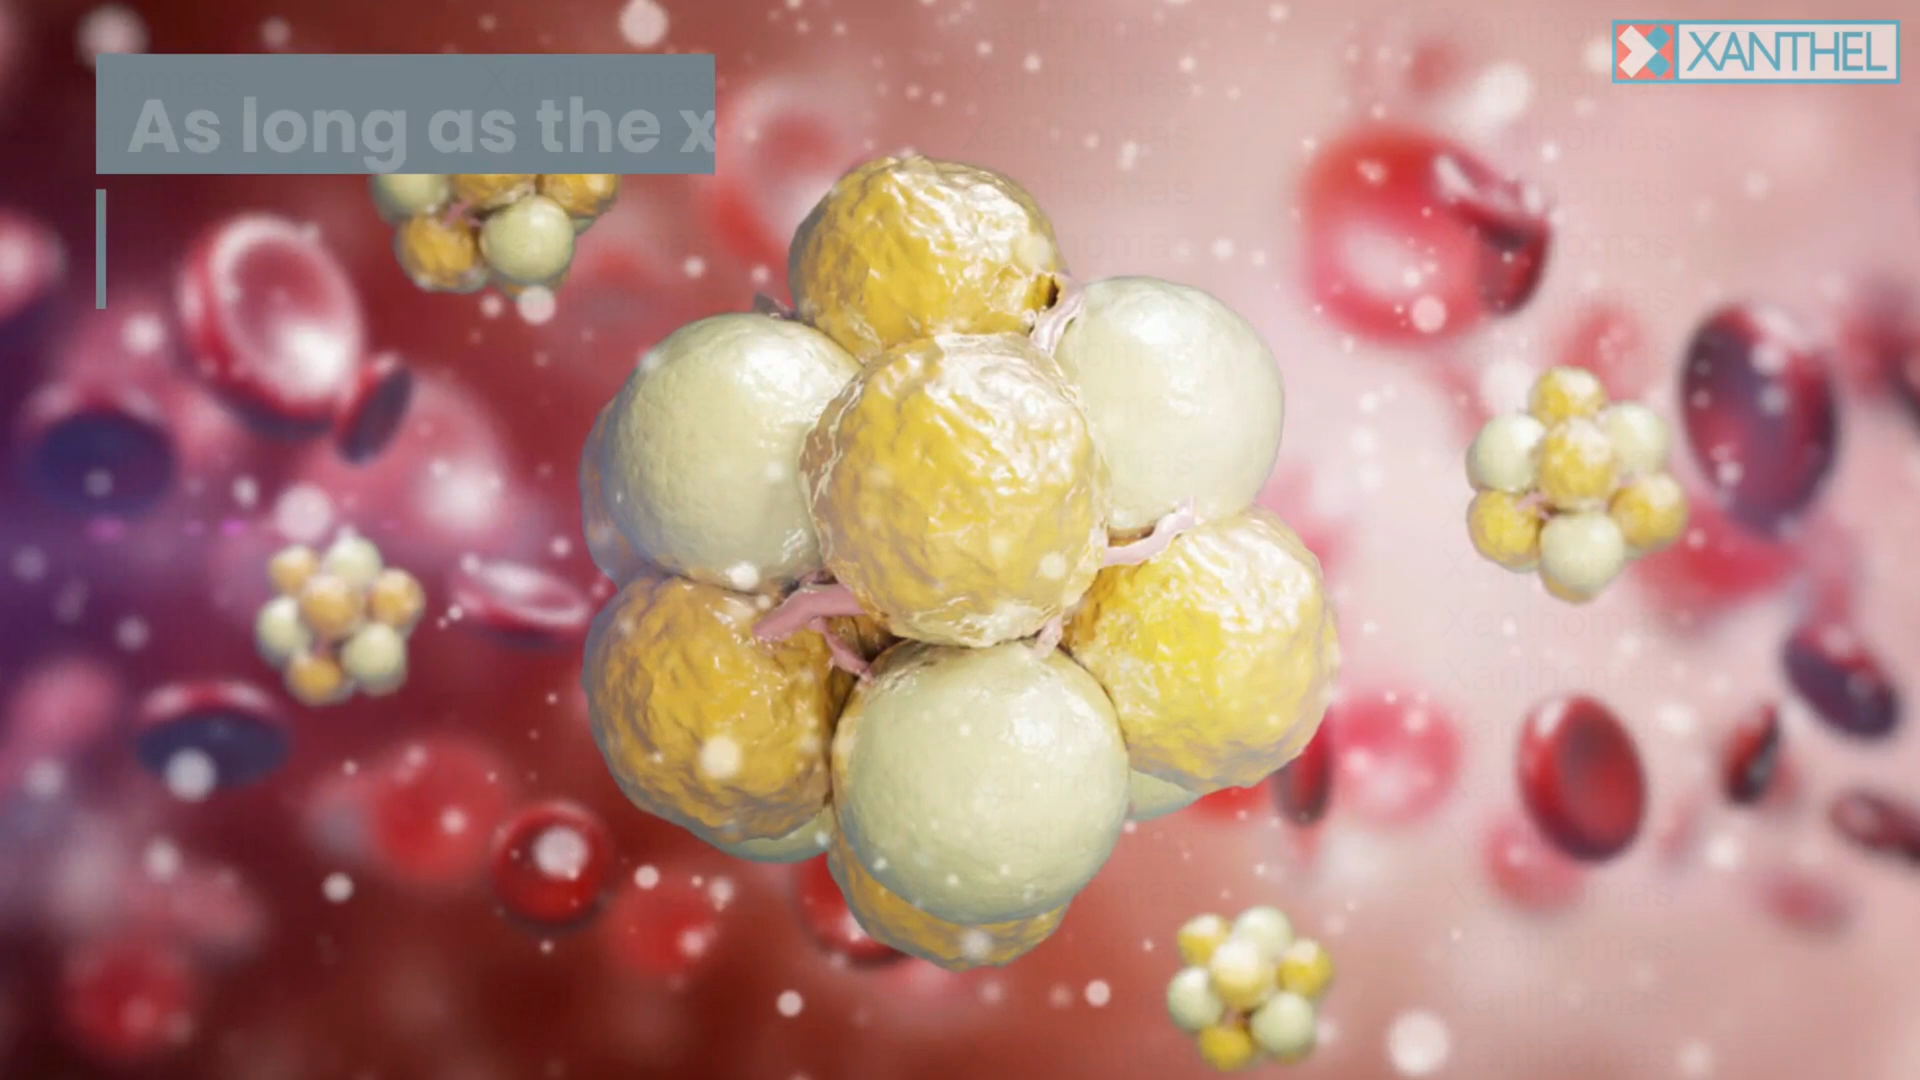 As long as the x
XANTHEL